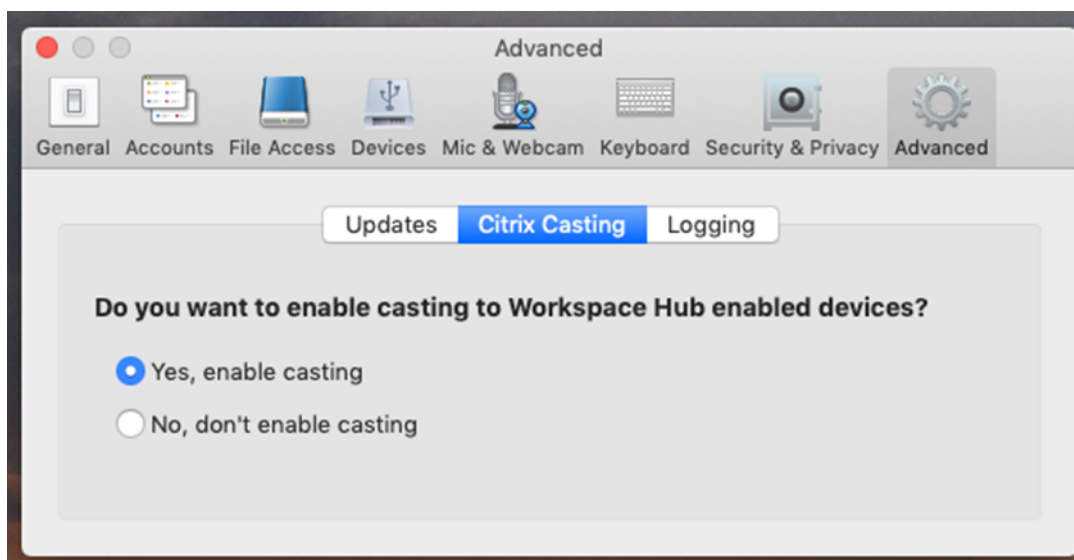 Advanced
General Accounts File Access Devices Mic & Webcam Keyboard Security & Privacy Advanced
Updates Citrix Casting Logging
Do you want to enable casting to Workspace Hub enabled devices?
Yes, enable casting
No, don't enable casting